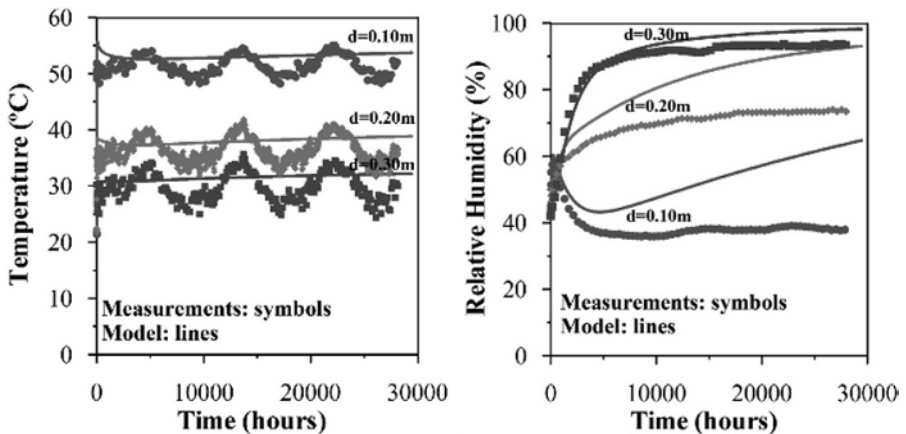 60
50
40
30
20
10
0
Temperature (ºC)
d=0.10m
d=0.20m
d=0.30m
Measurements: symbols
Model: lines
0
10000
20000
30000
Time (hours)
100
80
60
40
20
0
Relative Humidity (%)
d=0.30m
d=0.20m
d=0.10m
Measurements: symbols
Model: lines
0
10000
20000
30000
Time (hours)